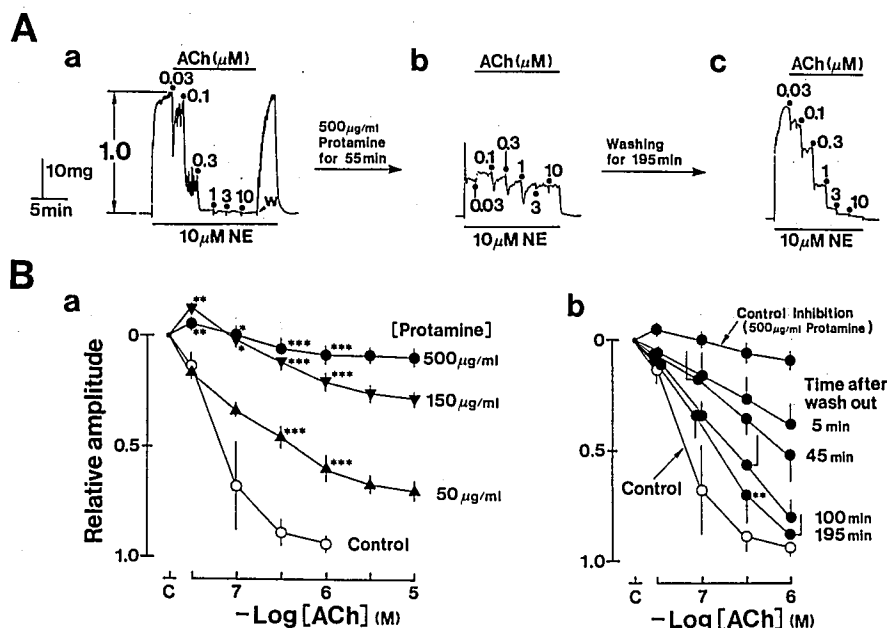 A
a
ACh(μM)
0.03
0.1
0.3
1 3 10
W
1.0
10mg
5min
10μM NE
500μg/ml
Protamine
for 55min
b
ACh(μM)
0.1 0.3
1
10
0.03
3
10μM NE
Washing
for 195min
c
ACh(μM)
0.03
0.1
0.3
1
3
10
10μM NE
B
a
Relative amplitude
0
0.5
1.0
**
**
*
*
***
***
***
***
***
***
[Protamine]
500μg/ml
150μg/ml
50μg/ml
Control
C 7 6 5
−Log[ACh] (M)
b
0
0.5
1.0
Control Inhibition
(500μg/ml Protamine)
Time after
wash out
5 min
45 min
100min
195min
**
Control
C 7 6
−Log[ACh] (M)